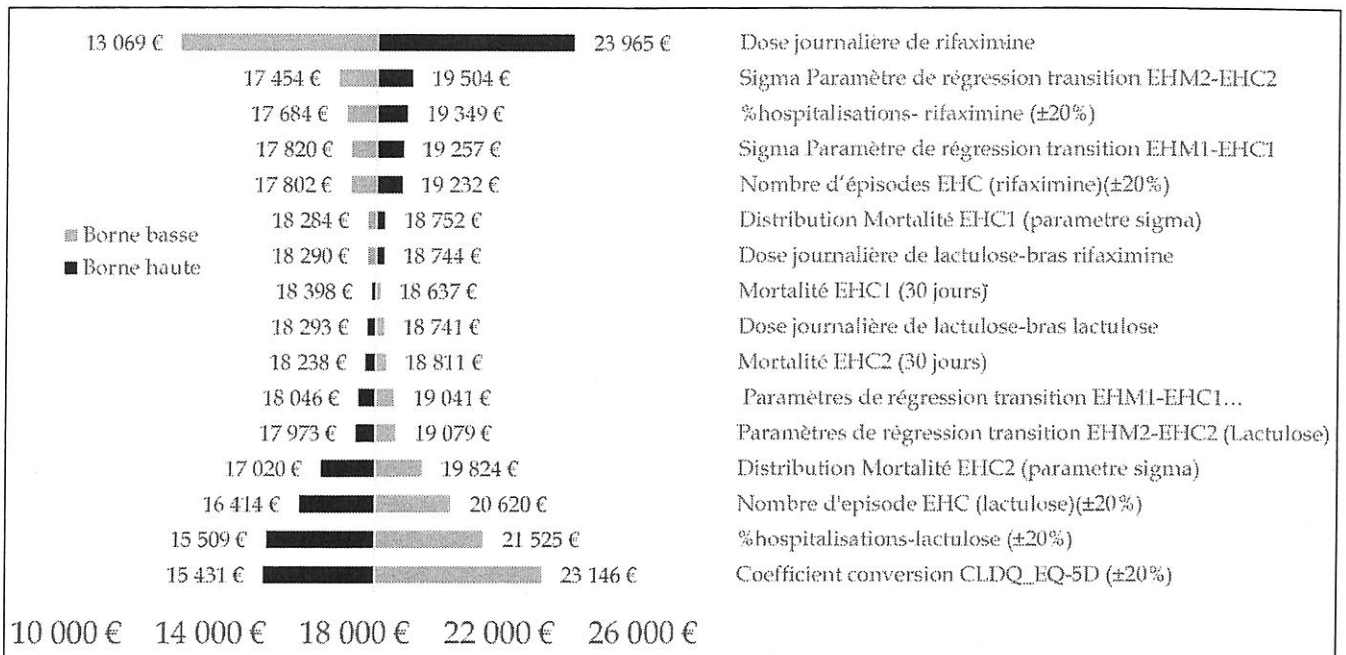 13 069 € 23 965 € Dose journalière de rifaximine
17 454 € 19 504 € Sigma Paramètre de régression transition EHM2-EHC2
17 684 € 19 349 € %hospitalisations- rifaximine (±20%)
17 820 € 19 257 € Sigma Paramètre de régression transition EHM1-EHC1
17 802 € 19 232 € Nombre d'épisodes EHC (rifaximine)(±20%)
18 284 € 18 752 € Distribution Mortalité EHC1 (parametre sigma)
Borne basse
18 290 € 18 744 € Dose journalière de lactulose-bras rifaximine
Borne haute
18 398 € 18 637 € Mortalité EHC1 (30 jours)
18 293 € 18 741 € Dose journalière de lactulose-bras lactulose
18 238 € 18 811 € Mortalité EHC2 (30 jours)
18 046 € 19 041 € Paramètres de régression transition EHM1-EHC1...
17 973 € 19 079 € Paramètres de régression transition EHM2-EHC2 (Lactulose)
17 020 € 19 824 € Distribution Mortalité EHC2 (parametre sigma)
16 414 € 20 620 € Nombre d'episode EHC (lactulose)(±20%)
15 509 € 21 525 € %hospitalisations-lactulose (±20%)
15 431 € 23 146 € Coefficient conversion CLDQ_EQ-5D (±20%)
10 000 € 14 000 € 18 000 € 22 000 € 26 000 €